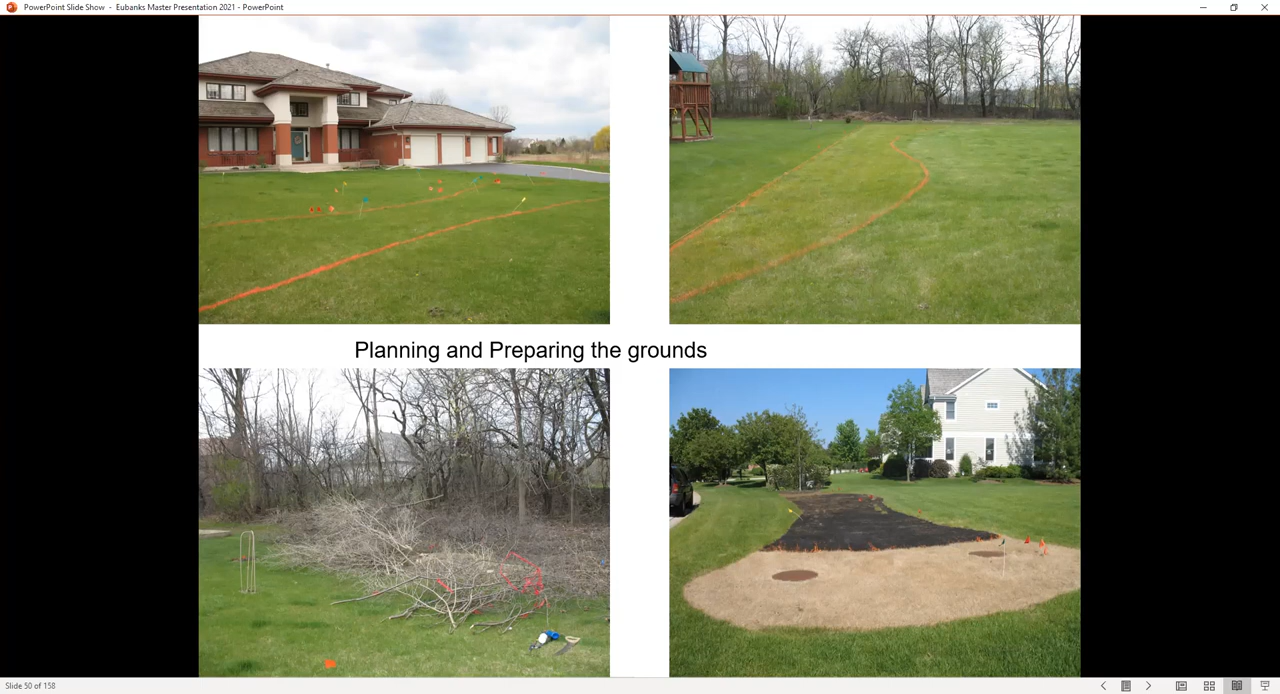 PowerPoint Slide Show - Eubanks Master Presentation 2021 - PowerPoint
Planning and Preparing the grounds
Slide 50 of 158